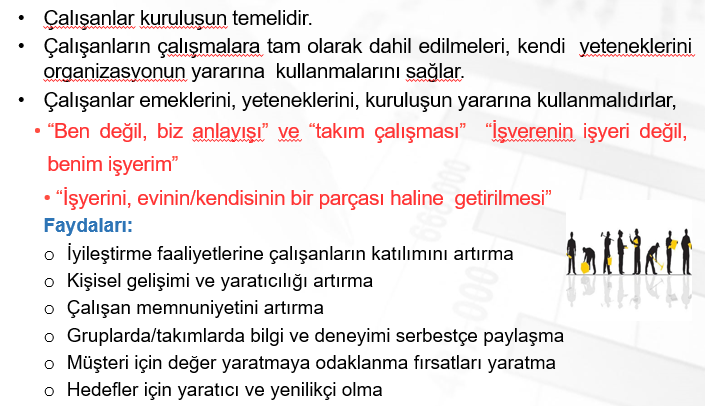 • Çalışanlar kuruluşun temelidir.
• Çalışanların çalışmalara tam olarak dahil edilmeleri, kendi yeteneklerini
organizasyonun yararına kullanmalarını sağlar.
• Çalışanlar emeklerini, yeteneklerini, kuruluşun yararına kullanmalıdırlar,
• “Ben değil, biz anlayışı” ve “takım çalışması” “İşverenin işyeri değil,
benim işyerim”
• “İşyerini, evinin/kendisinin bir parçası haline getirilmesi”
Faydaları:
o İyileştirme faaliyetlerine çalışanların katılımını artırma
o Kişisel gelişimi ve yaratıcılığı artırma
o Çalışan memnuniyetini artırma
o Gruplarda/takımlarda bilgi ve deneyimi serbestçe paylaşma
o Müşteri için değer yaratmaya odaklanma fırsatları yaratma
o Hedefler için yaratıcı ve yenilikçi olma